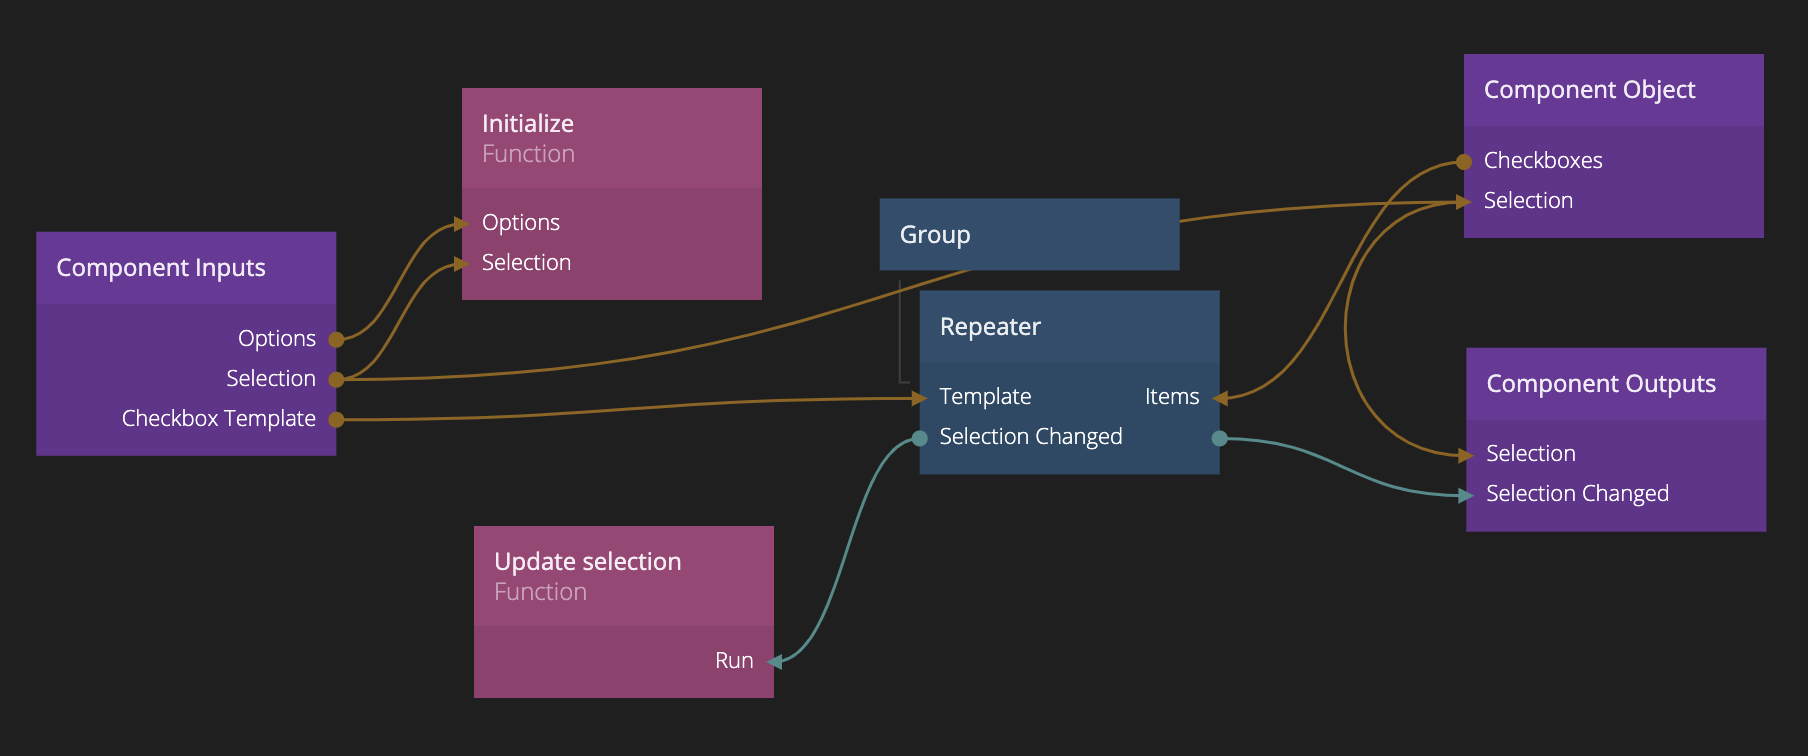 Component Inputs
Options
Selection
Checkbox Template
Initialize
Function
Options
Selection
Update selection
Function
Run
Group
Repeater
Template Items
Selection Changed
Component Object
Checkboxes
Selection
Component Outputs
Selection
Selection Changed